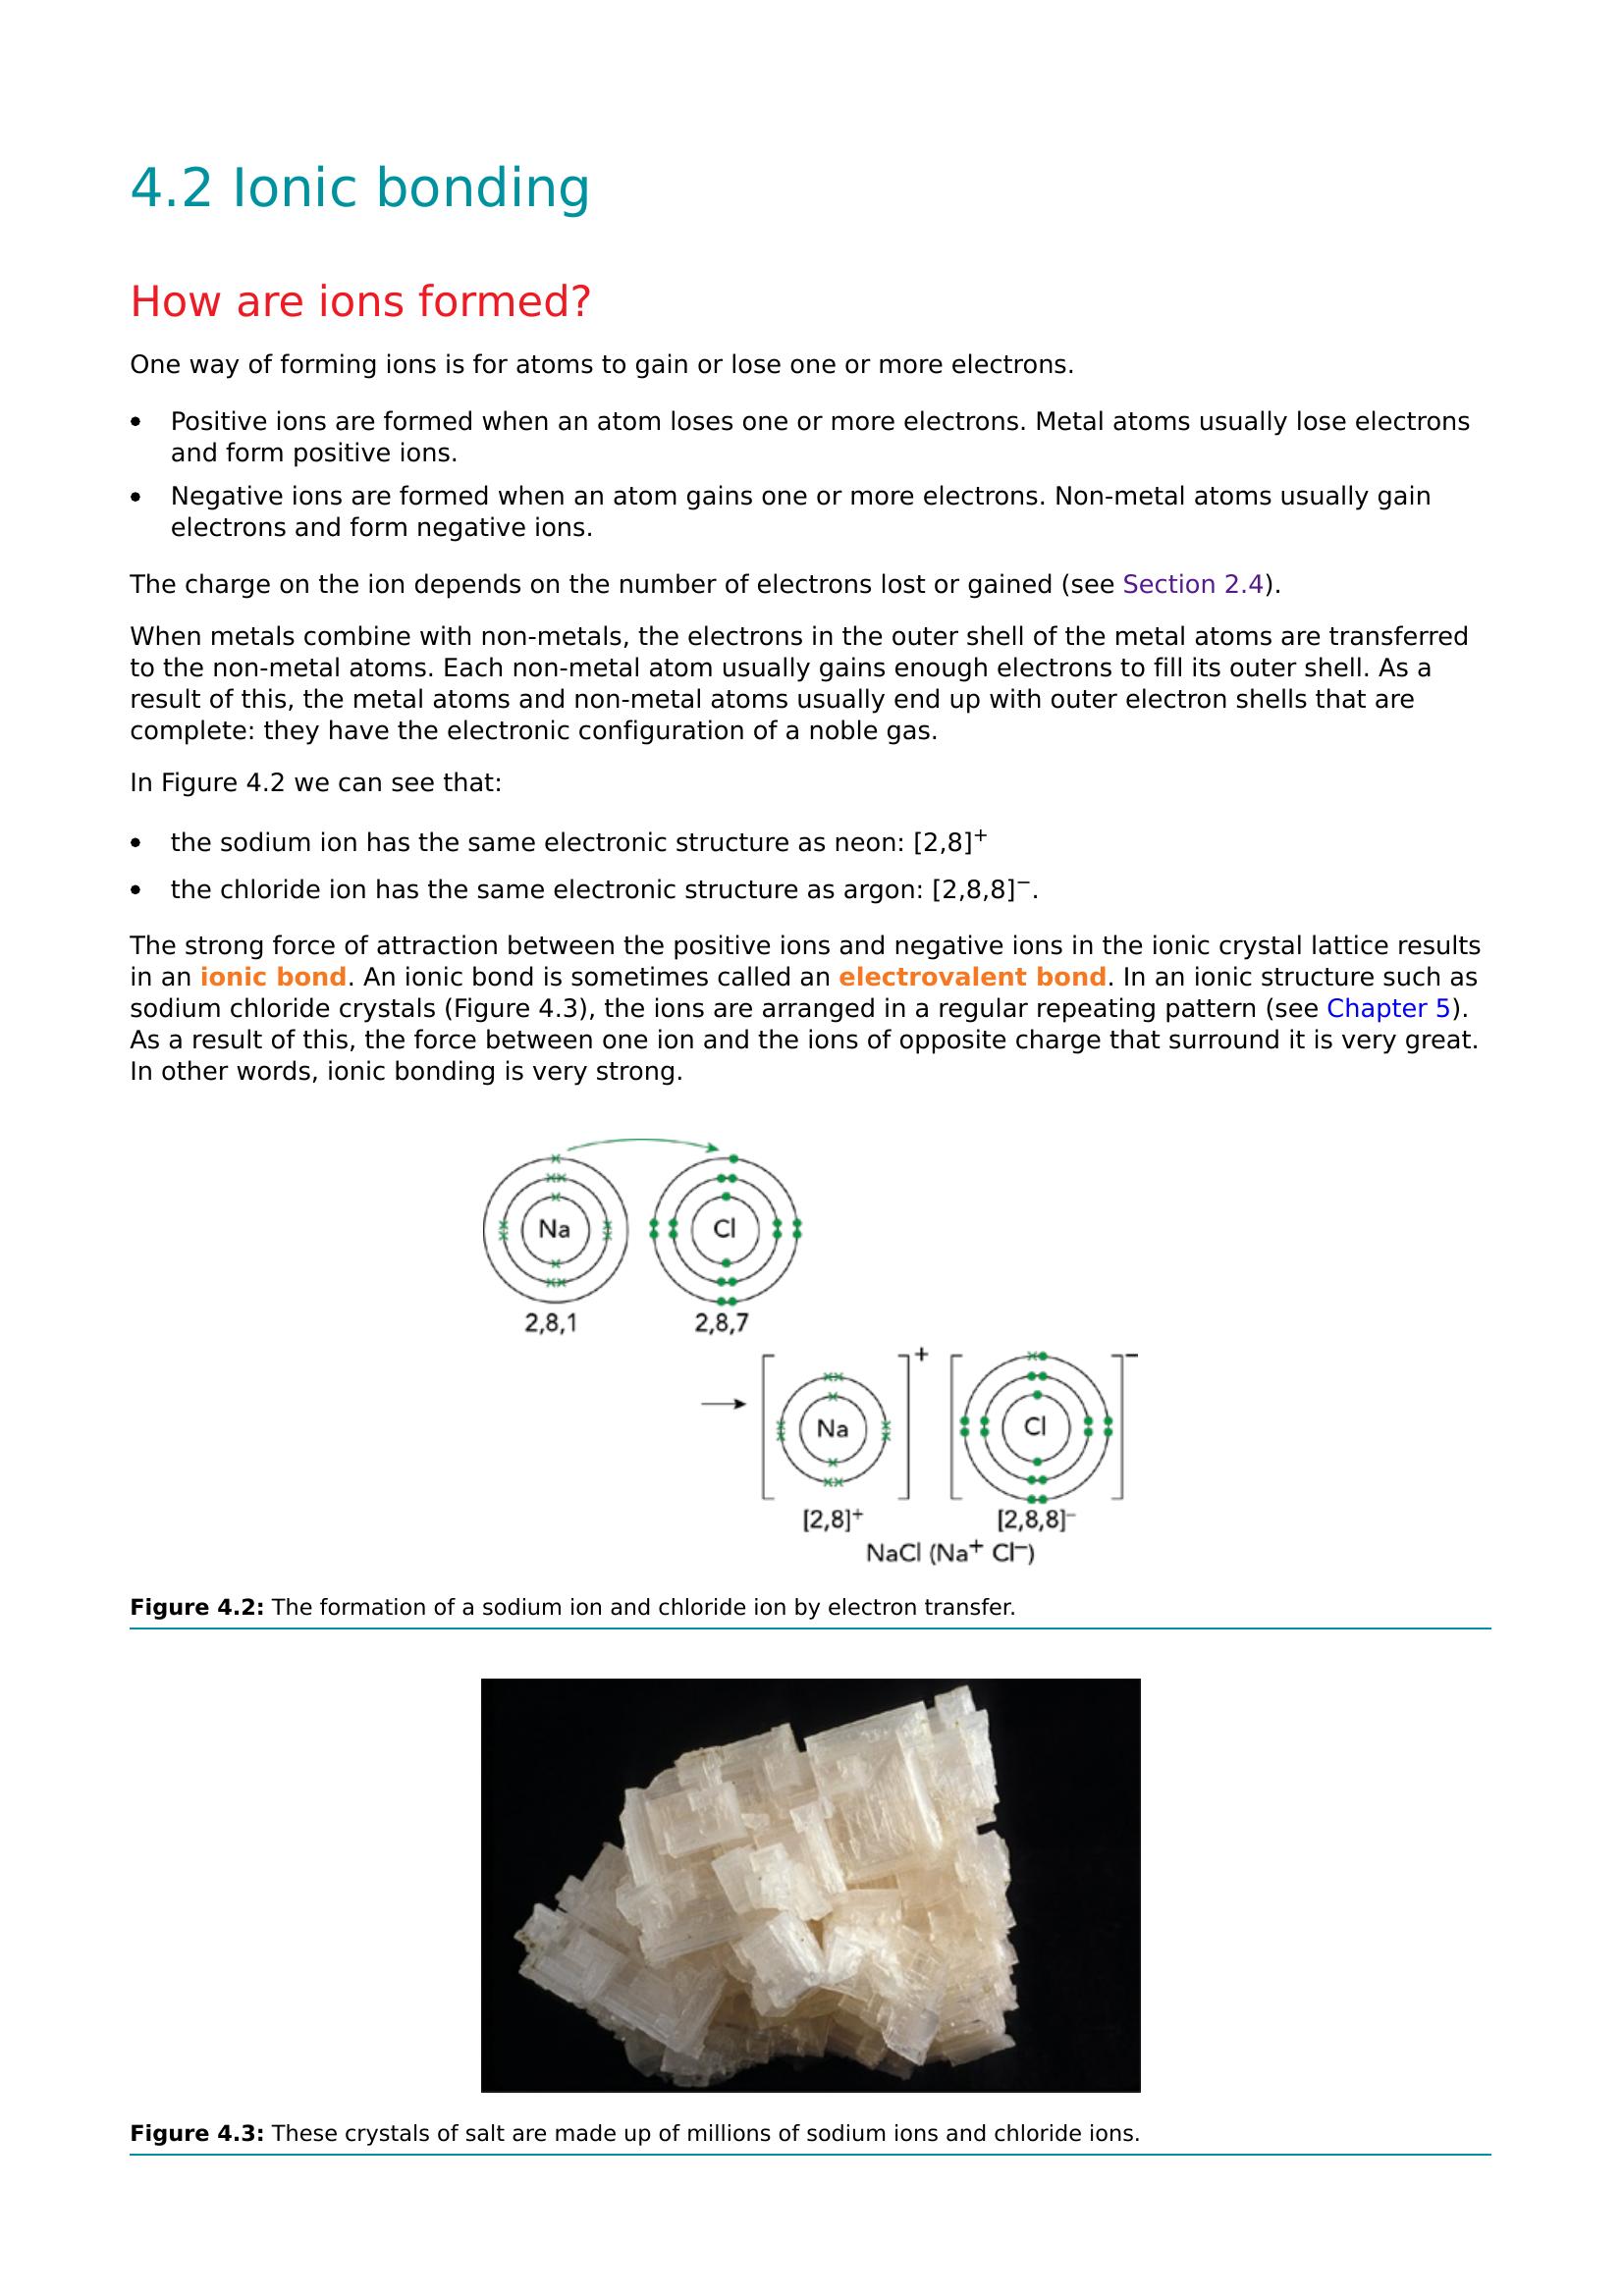 4.2 Ionic bonding
How are ions formed?
One way of forming ions is for atoms to gain or lose one or more electrons.
• Positive ions are formed when an atom loses one or more electrons. Metal atoms usually lose electrons
and form positive ions.
• Negative ions are formed when an atom gains one or more electrons. Non-metal atoms usually gain
electrons and form negative ions.
The charge on the ion depends on the number of electrons lost or gained (see Section 2.4).
When metals combine with non-metals, the electrons in the outer shell of the metal atoms are transferred
to the non-metal atoms. Each non-metal atom usually gains enough electrons to fill its outer shell. As a
result of this, the metal atoms and non-metal atoms usually end up with outer electron shells that are
complete: they have the electronic configuration of a noble gas.
In Figure 4.2 we can see that:
• the sodium ion has the same electronic structure as neon: [2,8]⁺
• the chloride ion has the same electronic structure as argon: [2,8,8]⁻.
The strong force of attraction between the positive ions and negative ions in the ionic crystal lattice results
in an ionic bond. An ionic bond is sometimes called an electrovalent bond. In an ionic structure such as
sodium chloride crystals (Figure 4.3), the ions are arranged in a regular repeating pattern (see Chapter 5).
As a result of this, the force between one ion and the ions of opposite charge that surround it is very great.
In other words, ionic bonding is very strong.
Na Cl
2,8,1 2,8,7
+ −
Na Cl
[2,8]⁺ [2,8,8]⁻
NaCl (Na⁺ Cl⁻)
Figure 4.2: The formation of a sodium ion and chloride ion by electron transfer.
Figure 4.3: These crystals of salt are made up of millions of sodium ions and chloride ions.